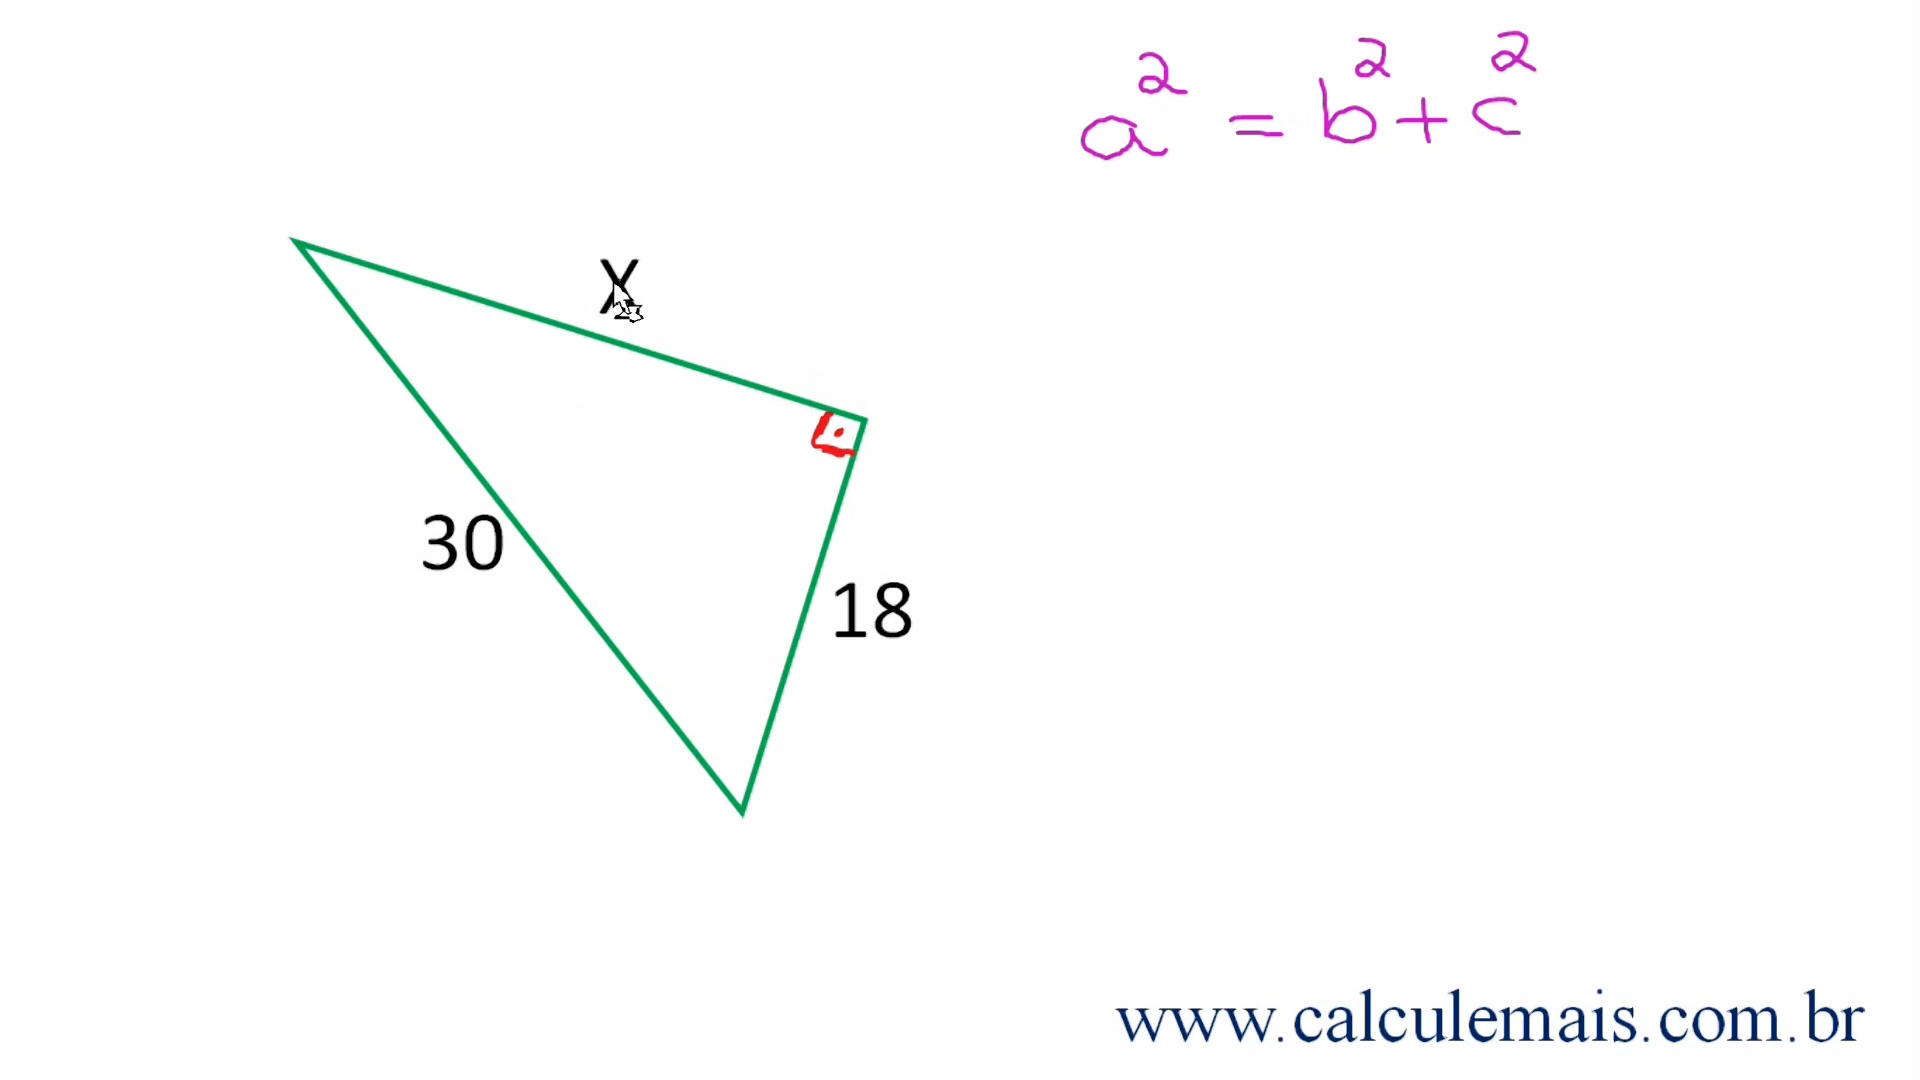 a² = b² + c²
X
30
18
www.calculemais.com.br